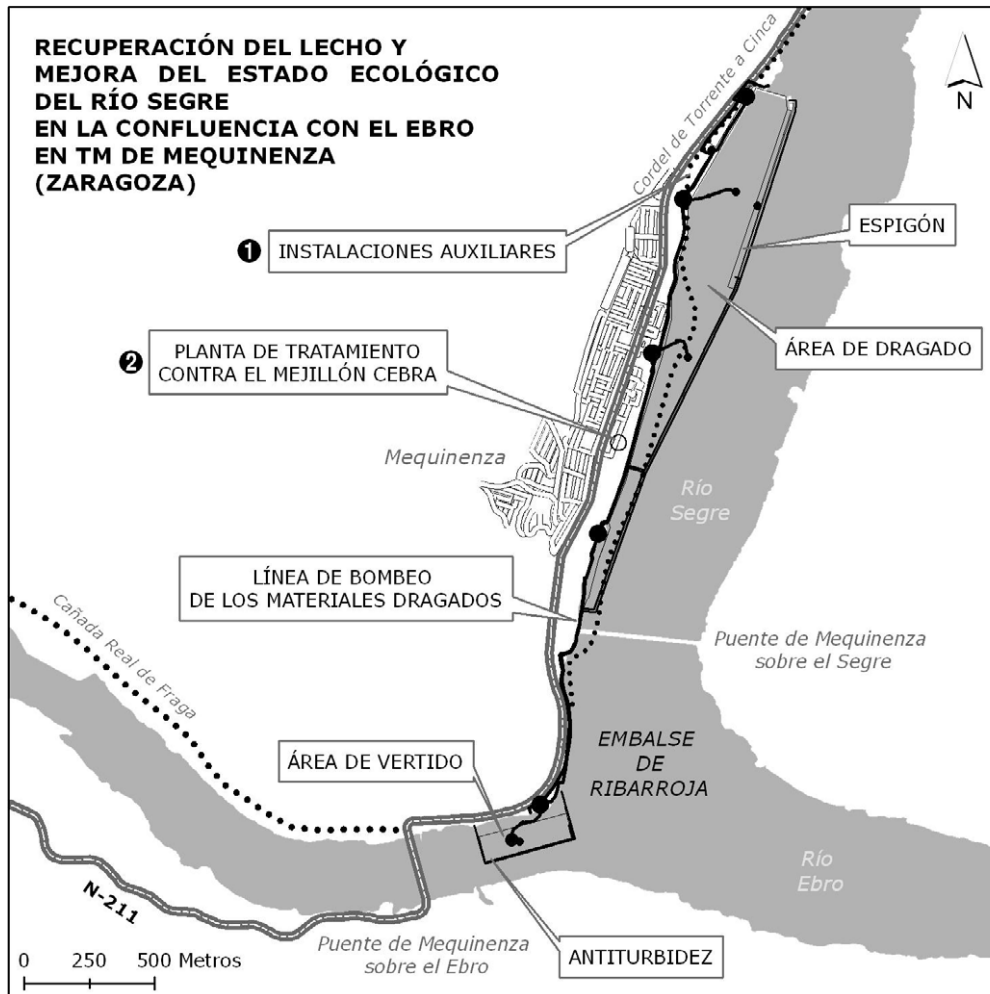 RECUPERACIÓN DEL LECHO Y
MEJORA DEL ESTADO ECOLÓGICO
DEL RÍO SEGRE
EN LA CONFLUENCIA CON EL EBRO
EN TM DE MEQUINENZA
(ZARAGOZA)
Cordel de Torrente a Cinca
N
❶ INSTALACIONES AUXILIARES
ESPIGÓN
ÁREA DE DRAGADO
❷ PLANTA DE TRATAMIENTO
CONTRA EL MEJILLÓN CEBRA
Mequinenza
Río
Segre
LÍNEA DE BOMBEO
DE LOS MATERIALES DRAGADOS
Cañada Real de Fraga
Puente de Mequinenza
sobre el Segre
EMBALSE
DE
RIBARROJA
ÁREA DE VERTIDO
Río
Ebro
N-211
Puente de Mequinenza
sobre el Ebro
ANTITURBIDEZ
0 250 500 Metros